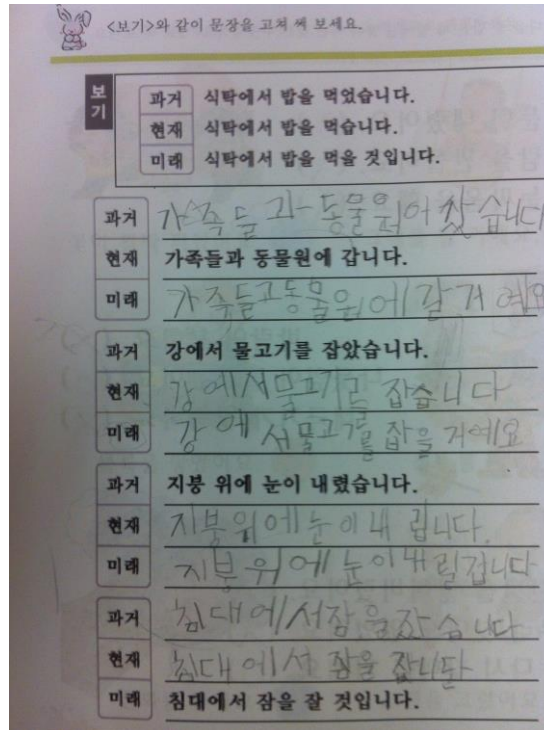 <보기>와 같이 문장을 고쳐 써 보세요.
보기
과거 식탁에서 밥을 먹었습니다.
현재 식탁에서 밥을 먹습니다.
미래 식탁에서 밥을 먹을 것입니다.
과거 가족들과 동물원어 갔습니다
현재 가족들과 동물원에 갑니다.
미래 가족들고동물원에 갈거예요
과거 강에서 물고기를 잡았습니다.
현재 강에서물고기를 잡습니다
미래 강에서물고기를 잡을 거예요
과거 지붕 위에 눈이 내렸습니다.
현재 지붕위에눈이내립니다.
미래 지붕위에눈이내릴겁니다
과거 침대에서잠을잤습니다
현재 침대에서 잠을 잡니다
미래 침대에서 잠을 잘 것입니다.